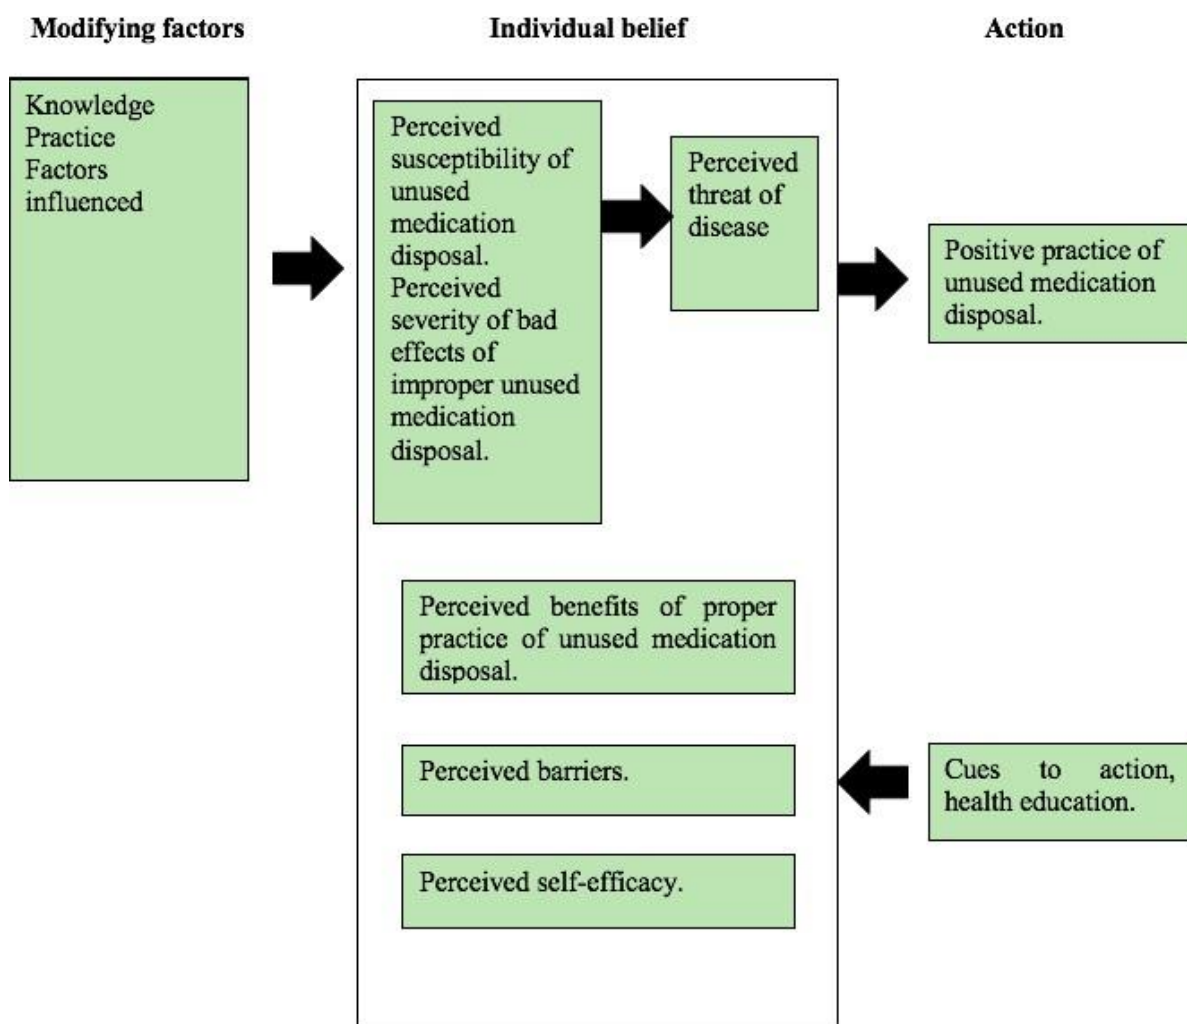 Modifying factors
Individual belief
Action
Knowledge
Practice
Factors
influenced
Perceived
susceptibility of
unused
medication
disposal.
Perceived
severity of bad
effects of
improper unused
medication
disposal.
Perceived
threat of
disease
Positive practice of
unused medication
disposal.
Perceived benefits of proper
practice of unused medication
disposal.
Perceived barriers.
Cues to action,
health education.
Perceived self-efficacy.